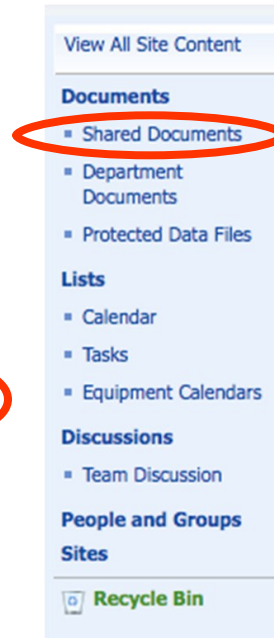 View All Site Content
Documents
Shared Documents
Department
Documents
Protected Data Files
Lists
Calendar
Tasks
Equipment Calendars
Discussions
Team Discussion
People and Groups
Sites
Recycle Bin